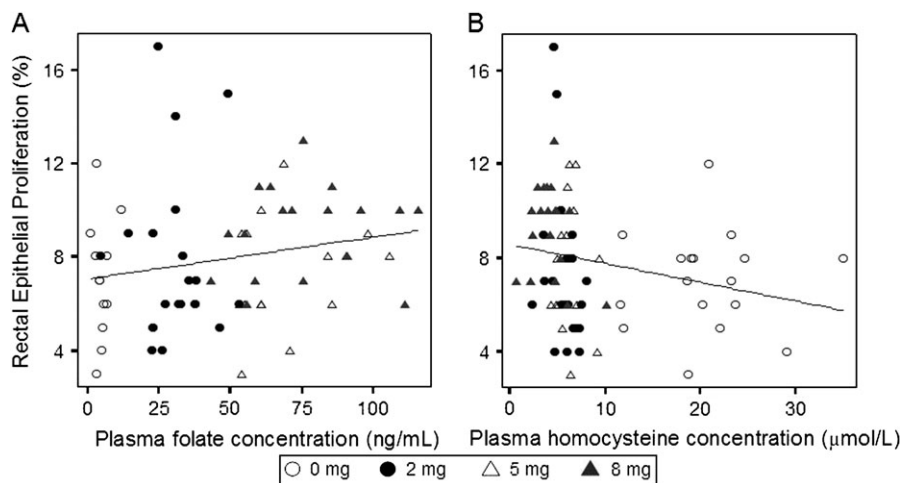 A
B
Rectal Epithelial Proliferation (%)
16
12
8
4
16
12
8
4
0 25 50 75 100
0 10 20 30
Plasma folate concentration (ng/mL)
Plasma homocysteine concentration (μmol/L)
0 mg 2 mg 5 mg 8 mg